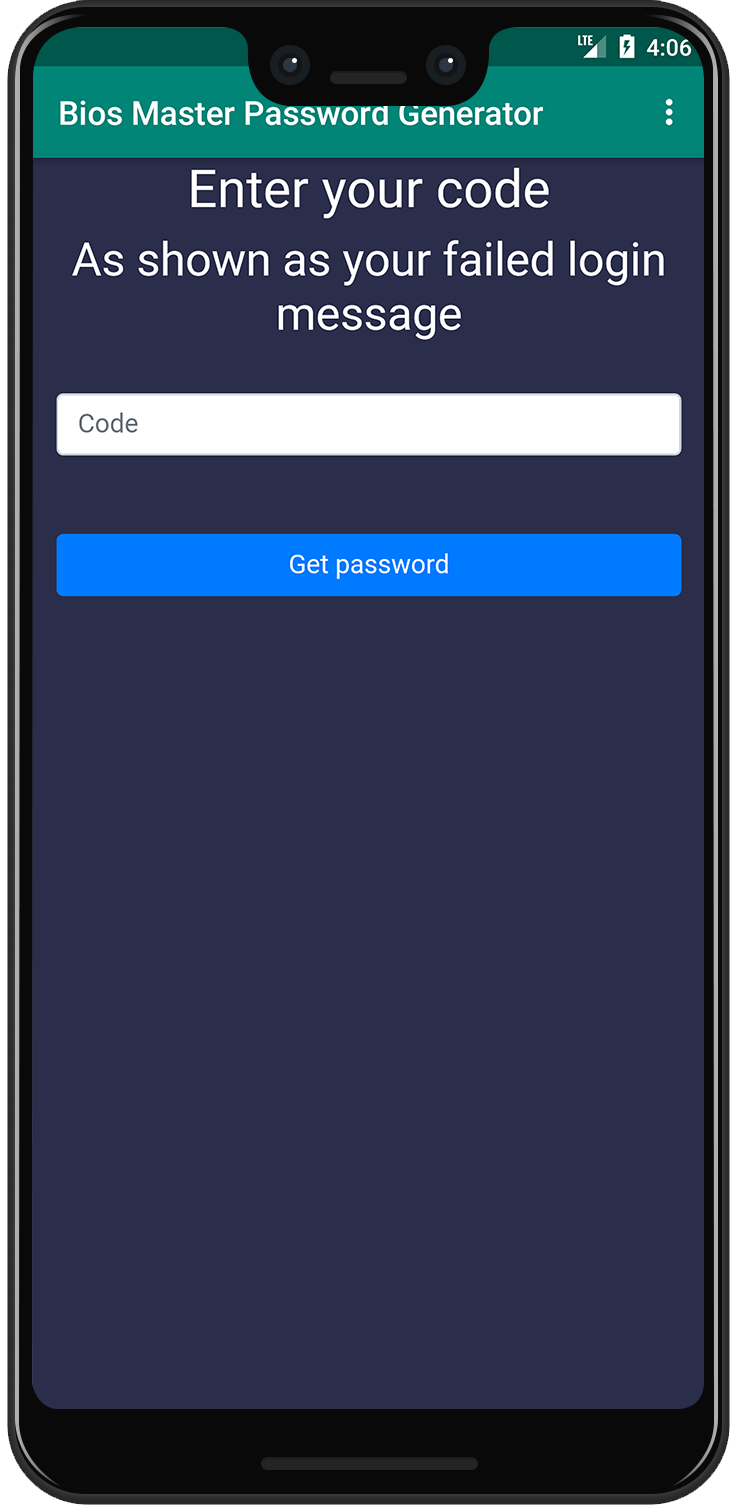 LTE 4:06
Bios Master Password Generator
Enter your code
As shown as your failed login
message
Code
Get password